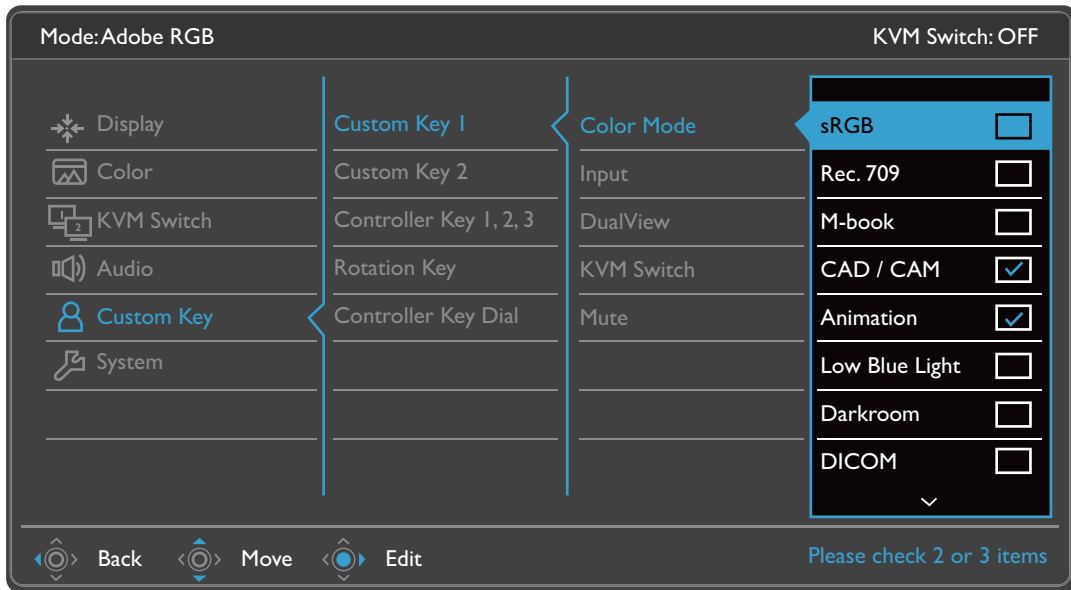 Mode: Adobe RGB
KVM Switch: OFF
Display
Color
1
2
KVM Switch
Audio
Custom Key
System
Custom Key 1
Custom Key 2
Controller Key 1, 2, 3
Rotation Key
Controller Key Dial
Color Mode
Input
DualView
KVM Switch
Mute
sRGB
Rec. 709
M-book
CAD / CAM
Animation
Low Blue Light
Darkroom
DICOM
Back
Move
Edit
Please check 2 or 3 items